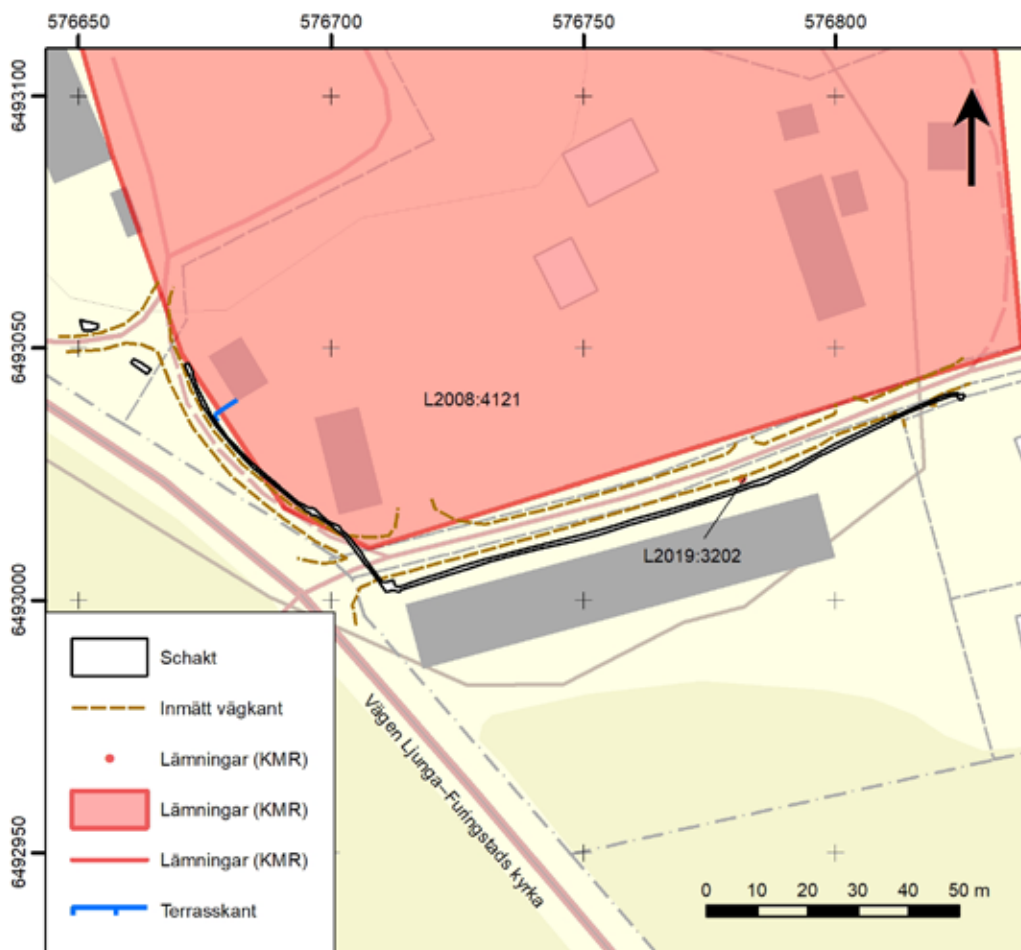 576650 576700 576750 576800
6493100
6493050
6493000
6492950
L2008:4121
L2019:3202
Vägen Ljunga–Furingstads kyrka
Schakt
Inmätt vägkant
Lämningar (KMR)
Lämningar (KMR)
Lämningar (KMR)
Terrasskant
0 10 20 30 40 50 m